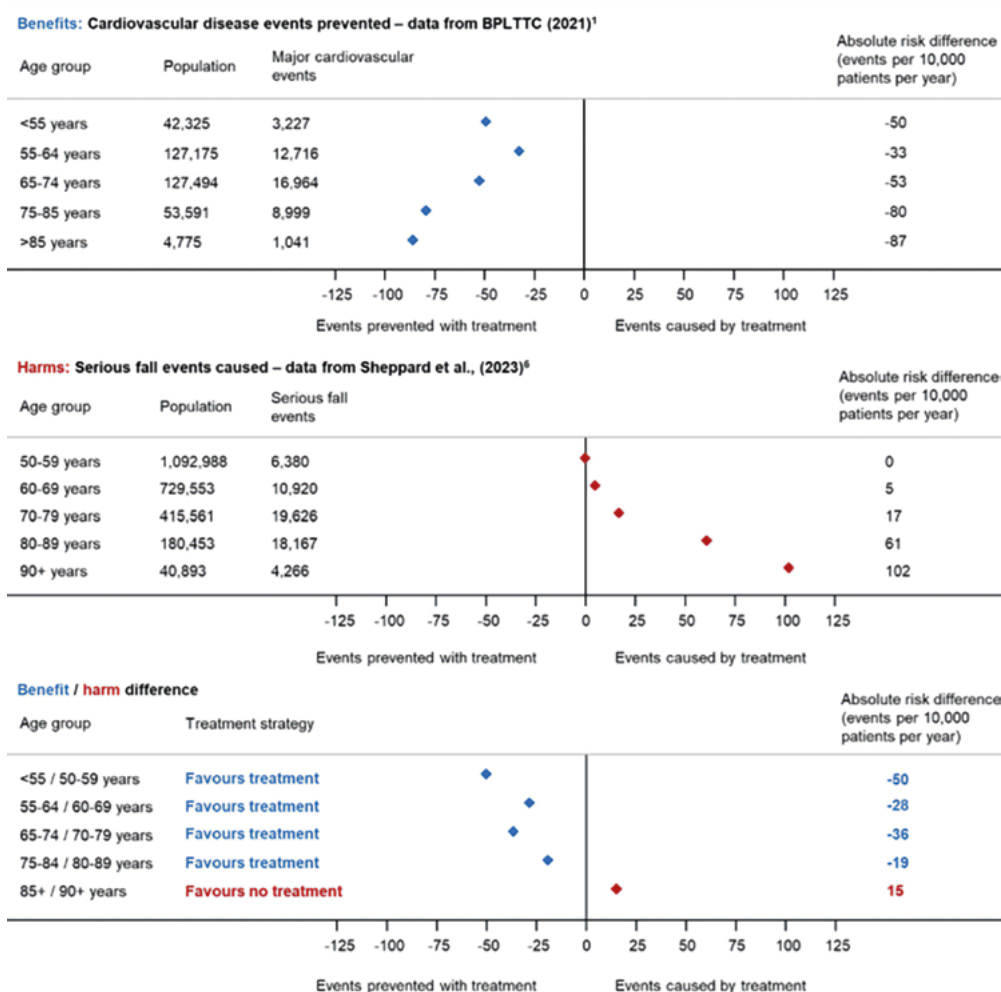 Benefits: Cardiovascular disease events prevented – data from BPLTTC (2021)¹
Age group Population Major cardiovascular events Absolute risk difference (events per 10,000 patients per year)
<55 years 42,325 3,227 -50
55-64 years 127,175 12,716 -33
65-74 years 127,494 16,964 -53
75-85 years 53,591 8,999 -80
>85 years 4,775 1,041 -87
-125 -100 -75 -50 -25 0 25 50 75 100 125
Events prevented with treatment Events caused by treatment
Harms: Serious fall events caused – data from Sheppard et al., (2023)⁶
Age group Population Serious fall events Absolute risk difference (events per 10,000 patients per year)
50-59 years 1,092,988 6,380 0
60-69 years 729,553 10,920 5
70-79 years 415,561 19,626 17
80-89 years 180,453 18,167 61
90+ years 40,893 4,266 102
-125 -100 -75 -50 -25 0 25 50 75 100 125
Events prevented with treatment Events caused by treatment
Benefit / harm difference
Age group Treatment strategy Absolute risk difference (events per 10,000 patients per year)
<55 / 50-59 years Favours treatment -50
55-64 / 60-69 years Favours treatment -28
65-74 / 70-79 years Favours treatment -36
75-84 / 80-89 years Favours treatment -19
85+ / 90+ years Favours no treatment 15
-125 -100 -75 -50 -25 0 25 50 75 100 125
Events prevented with treatment Events caused by treatment